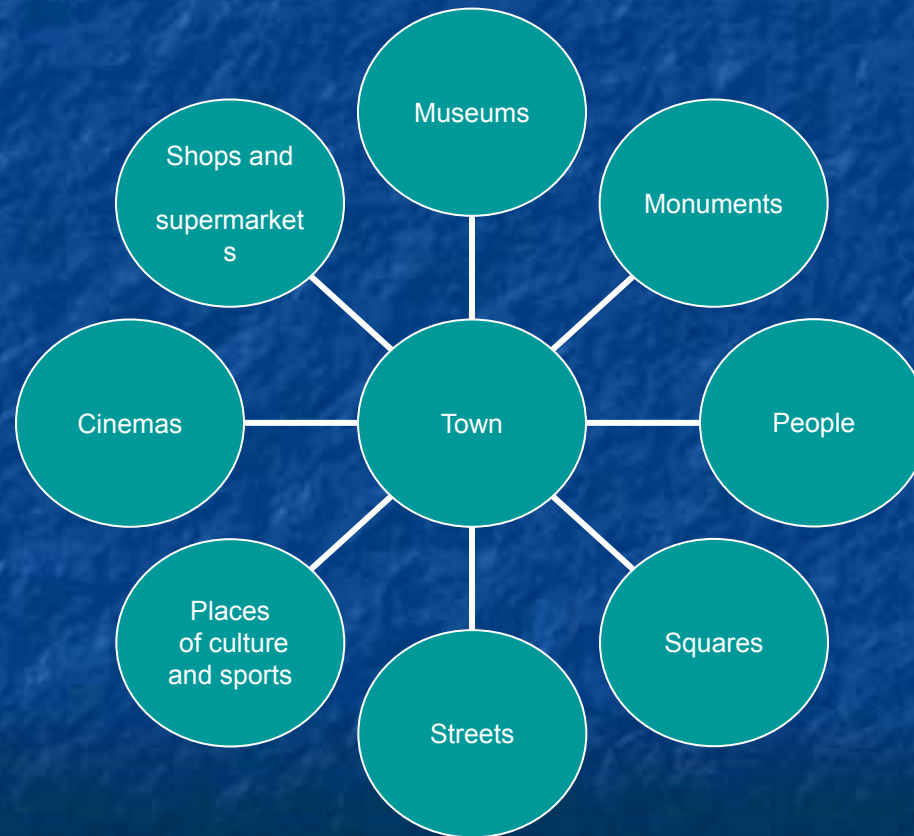 Museums
Shops and
supermarket
s
Monuments
Cinemas
Town
People
Places
of culture
and sports
Squares
Streets